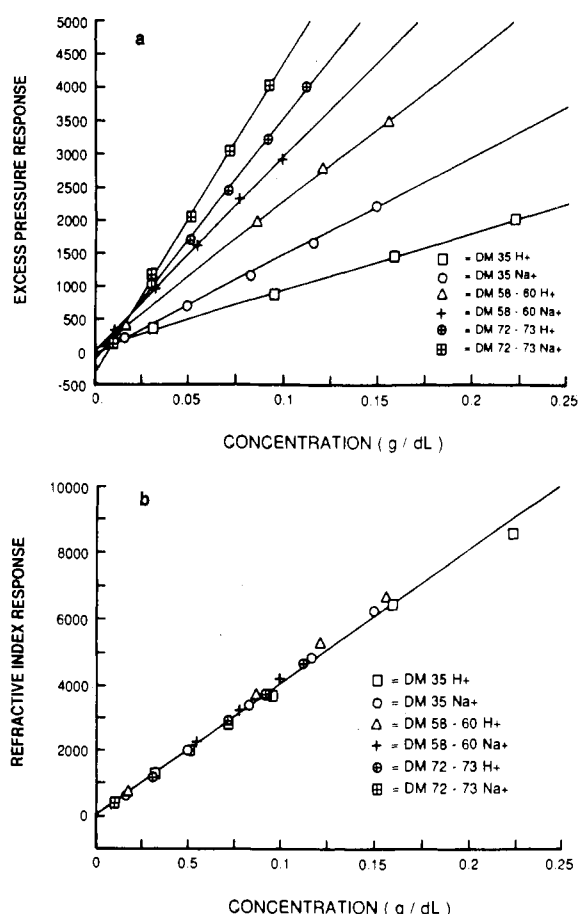 a
EXCESS PRESSURE RESPONSE
5000
4500
4000
3500
3000
2500
2000
1500
1000
500
0
-500
0.
0.05
0.1
0.15
0.2
0.25
= DM 35 H+
= DM 35 Na+
= DM 58 - 60 H+
= DM 58 - 60 Na+
= DM 72 - 73 H+
= DM 72 - 73 Na+
CONCENTRATION ( g / dL )
b
REFRACTIVE INDEX RESPONSE
10000
8000
6000
4000
2000
0
0
0.5
0.1
0.15
0.2
0.25
= DM 35 H+
= DM 35 Na+
= DM 58 - 60 H+
= DM 58 - 60 Na+
= DM 72 - 73 H+
= DM 72 - 73 Na+
CONCENTRATION ( g / dL )